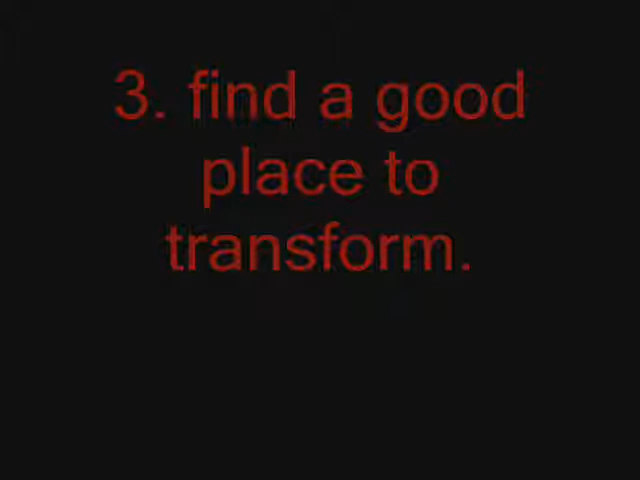 3. find a good
place to
transform.